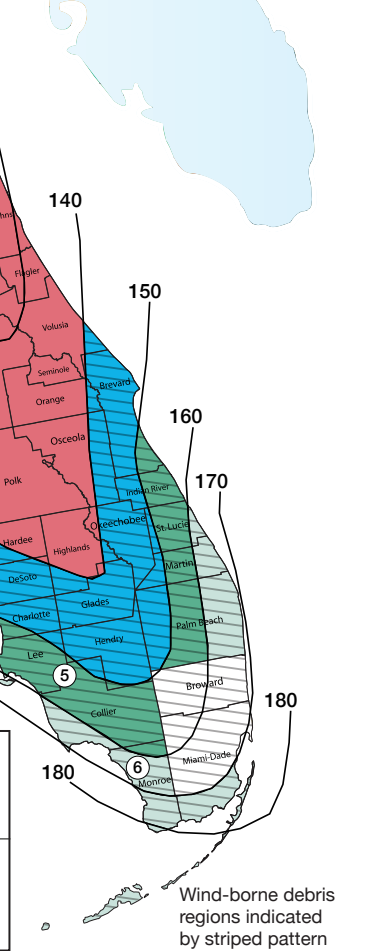 140
hns
Flagler
150
Volusia
Seminole
Brevard
Orange
160
Osceola
170
Polk
Indian River
Okeechobee
St. Lucie
Hardee
Highlands
Martin
DeSoto
Glades
Charlotte
Palm Beach
Hendry
Lee
5
Broward
180
Collier
Miami-Dade
6
180
Monroe
Wind-borne debris
regions indicated
by striped pattern